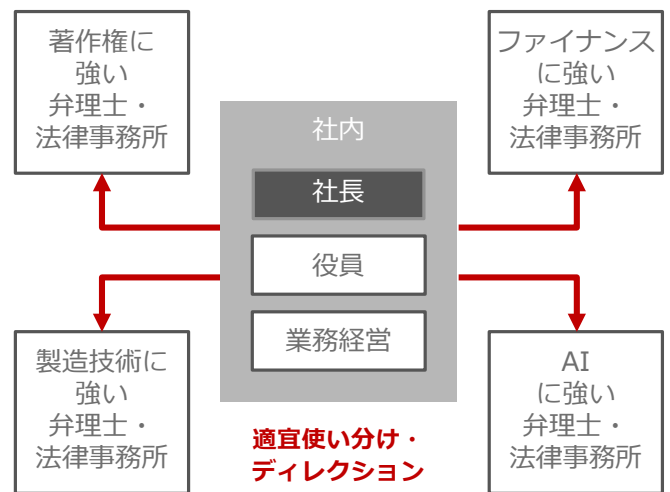 著作権に
強い
弁理士・
法律事務所
ファイナンス
に強い
弁理士・
法律事務所
社内
社長
役員
業務経営
製造技術に
強い
弁理士・
法律事務所
AI
に強い
弁理士・
法律事務所
適宜使い分け・
ディレクション